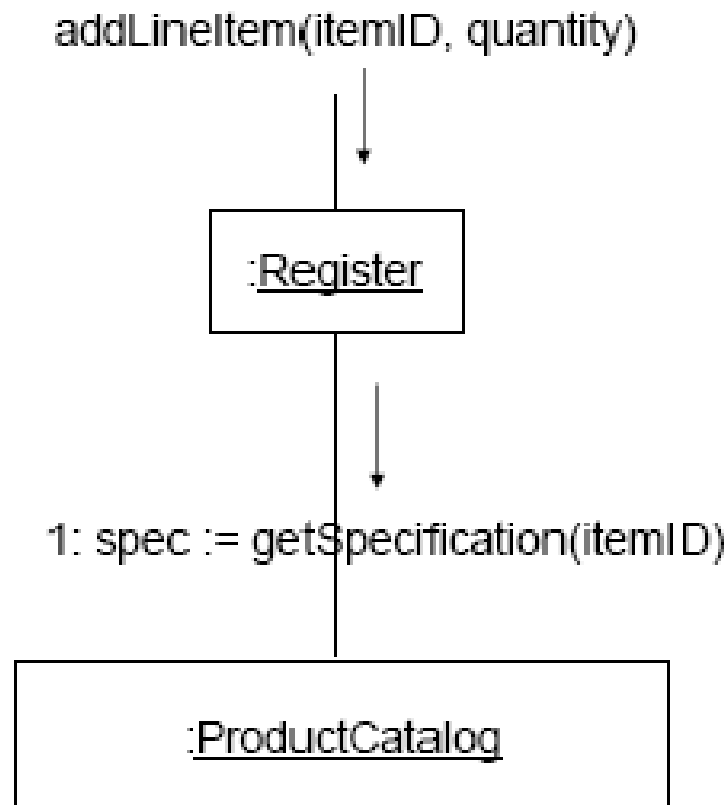 addLineItem(itemID, quantity)
:Register
1: spec := getSpecification(itemID)
:ProductCatalog